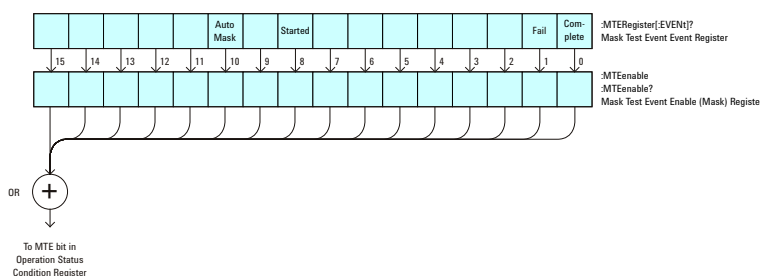 Auto Mask
Started
Fail
Com-
plete
:MTERegister[:EVENt]?
Mask Test Event Event Register
15 14 13 12 11 10 9 8 7 6 5 4 3 2 1 0
:MTEenable
:MTEenable?
Mask Test Event Enable (Mask) Registe
OR
+
To MTE bit in
Operation Status
Condition Register